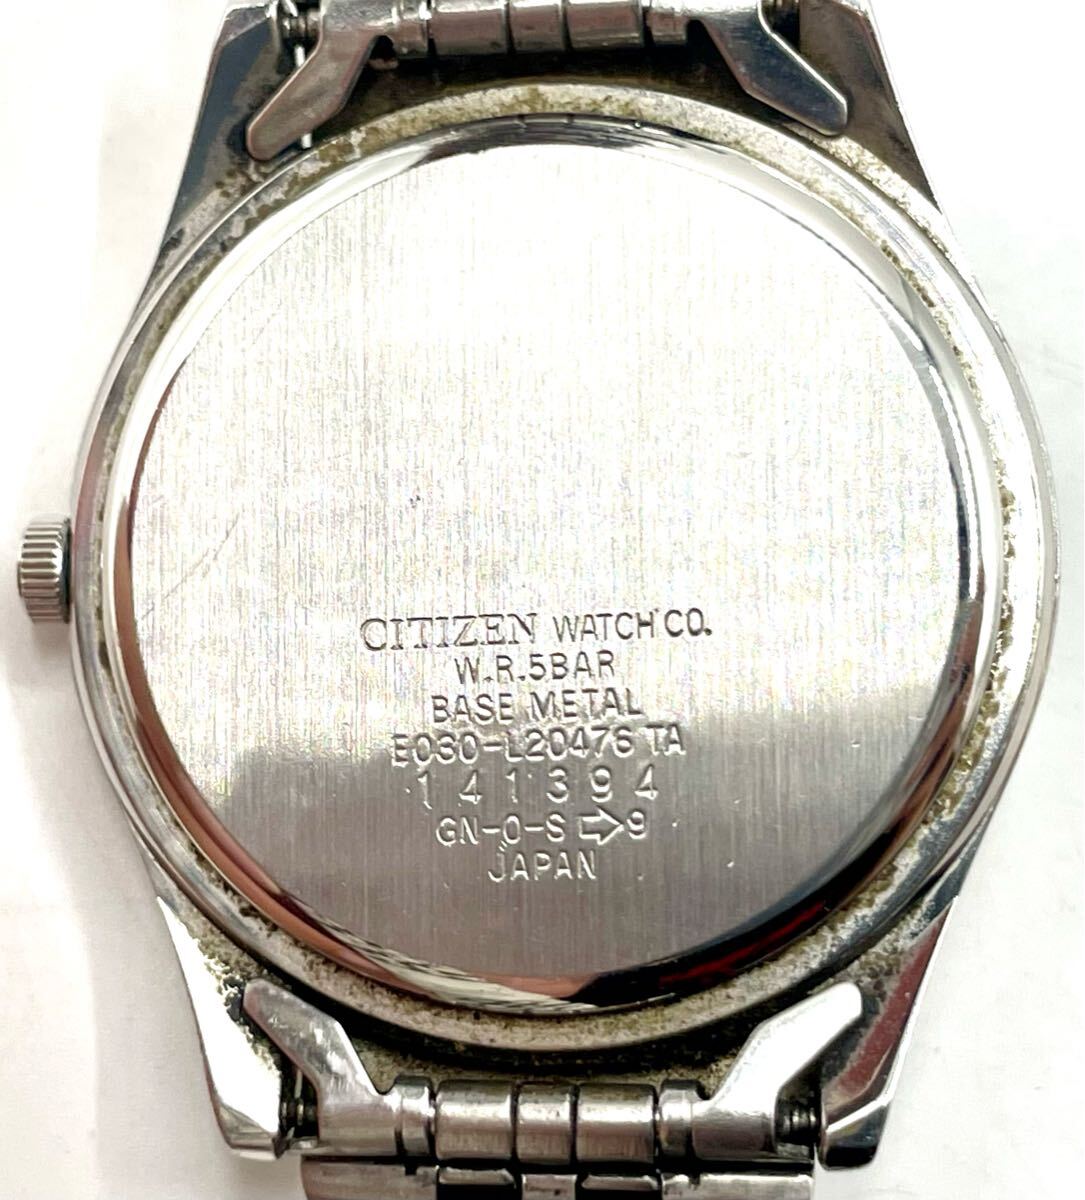 CITIZEN WATCH CO.
W.R.5BAR
BASE METAL
E030-L20476 TA
141394
GN-0-S ⇨9
JAPAN